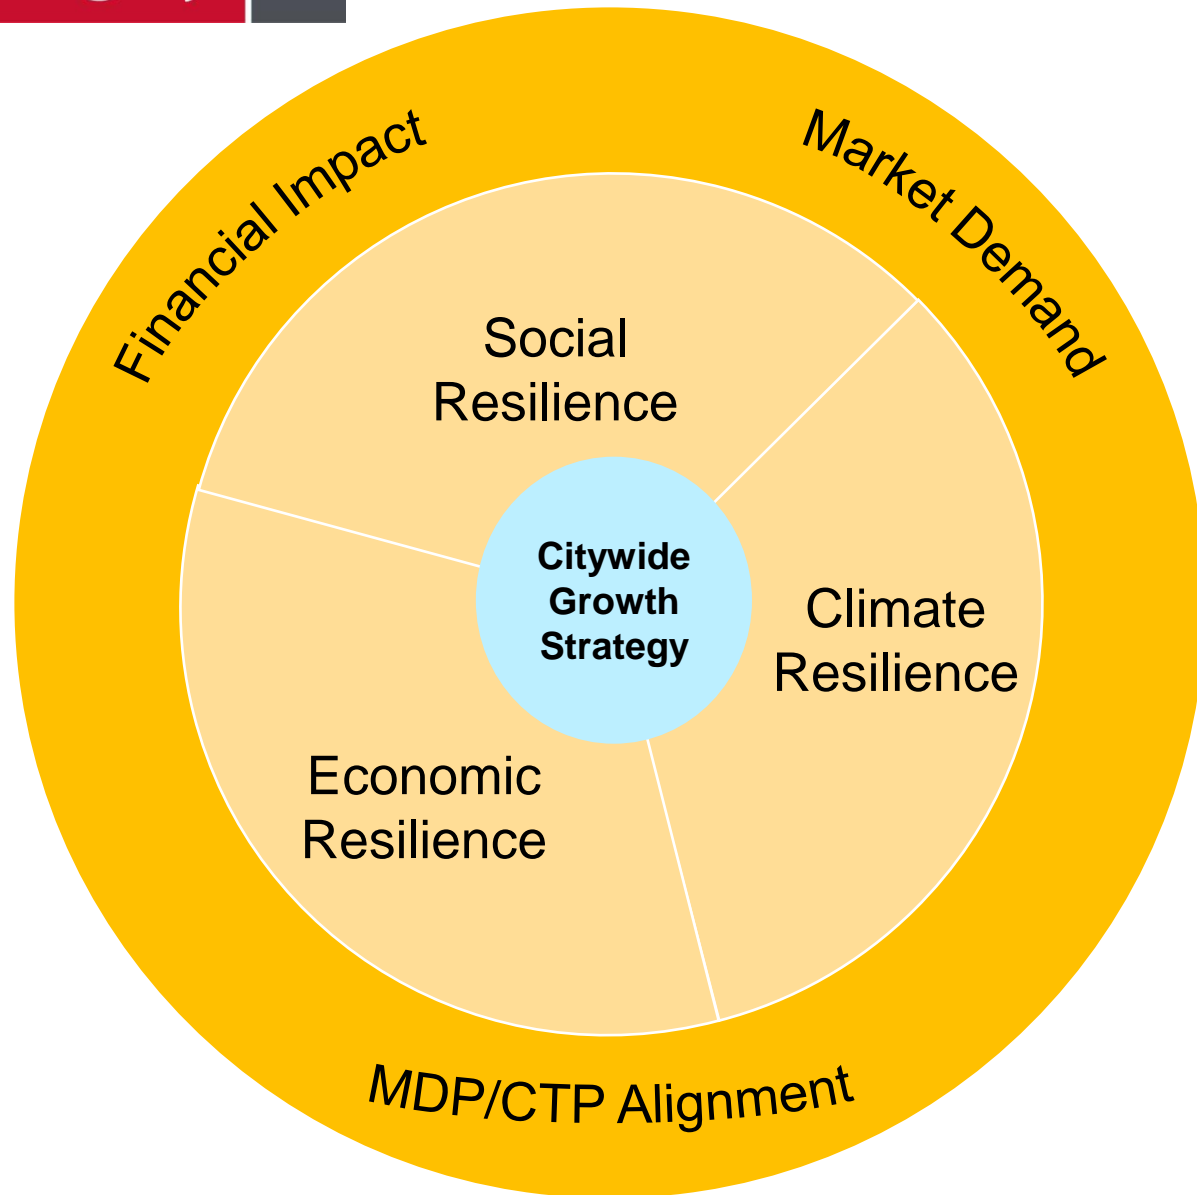 Financial Impact
Market Demand
Social
Resilience
Citywide
Growth
Strategy
Climate
Resilience
Economic
Resilience
MDP/CTP Alignment